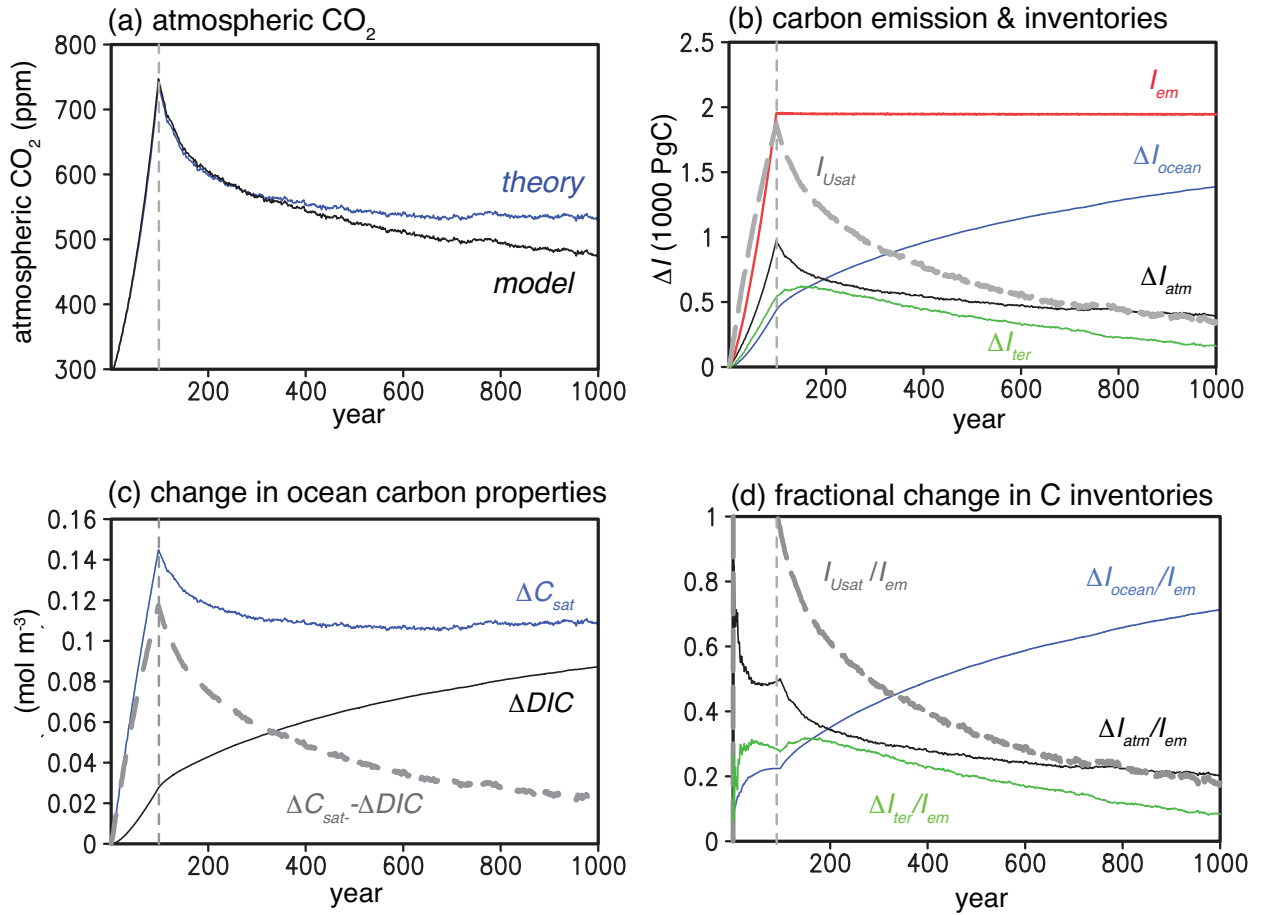 (a) atmospheric CO2
atmospheric CO2 (ppm)
800
700
600
500
400
300
theory
model
200 400 600 800 1000
year
(b) carbon emission & inventories
ΔI (1000 PgC)
2.5
2
1.5
1
0.5
0
Iem
ΔIocean
IUsat
ΔIatm
ΔIter
200 400 600 800 1000
year
(c) change in ocean carbon properties
(mol m-3)
0.16
0.14
0.12
0.10
0.08
0.06
0.04
0.02
0
ΔCsat
ΔDIC
ΔCsat-ΔDIC
200 400 600 800 1000
year
(d) fractional change in C inventories
1
0.8
0.6
0.4
0.2
0
IUsat/Iem
ΔIocean/Iem
ΔIatm/Iem
ΔIter/Iem
200 400 600 800 1000
year